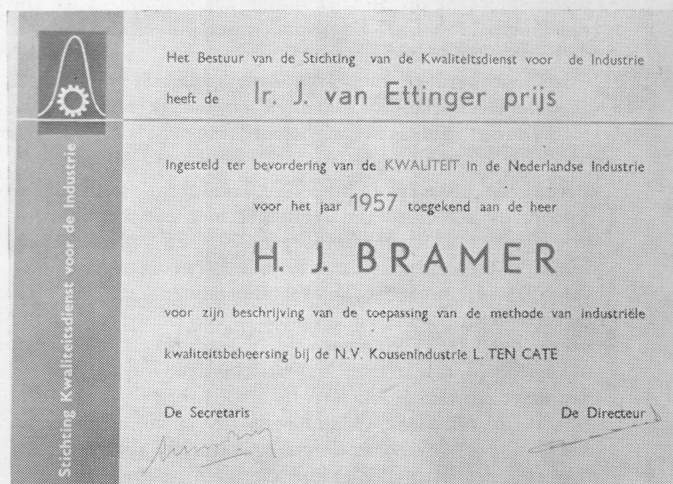 Het Bestuur van de Stichting van de Kwaliteitsdienst voor de Industrie
heeft de Ir. J. van Ettinger prijs
Ingesteld ter bevordering van de KWALITEIT in de Nederlandse Industrie
voor het jaar 1957 toegekend aan de heer
H. J. BRAMER
voor zijn beschrijving van de toepassing van de methode van industriële
kwaliteitsbeheersing bij de N.V. Kousenindustrie L. TEN CATE
De Secretaris De Directeur
Stichting Kwaliteitsdienst voor de Industrie